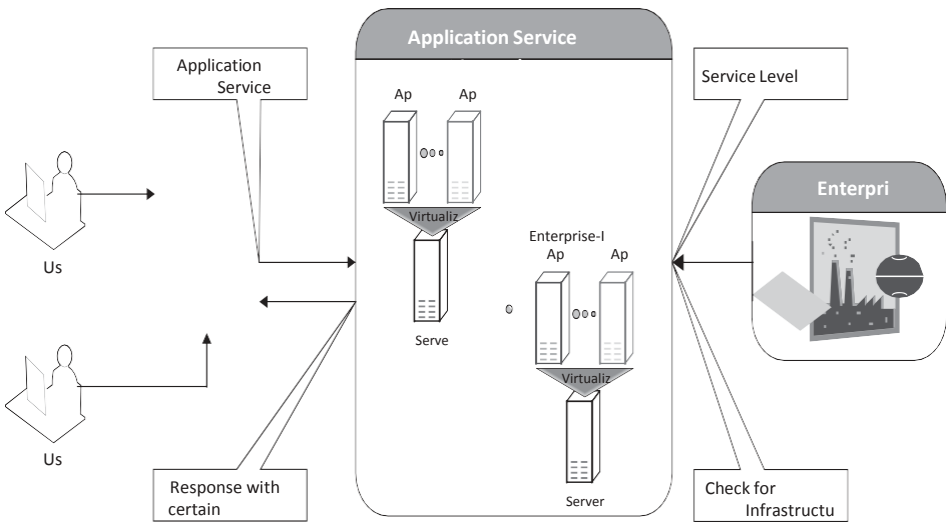 Application Service
Application
Service
Service Level
Ap Ap
Virtualiz
Enterprise-I
Ap Ap
Virtualiz
Serve
Server
Enterpri
Us
Us
Response with
certain
Check for
Infrastructu